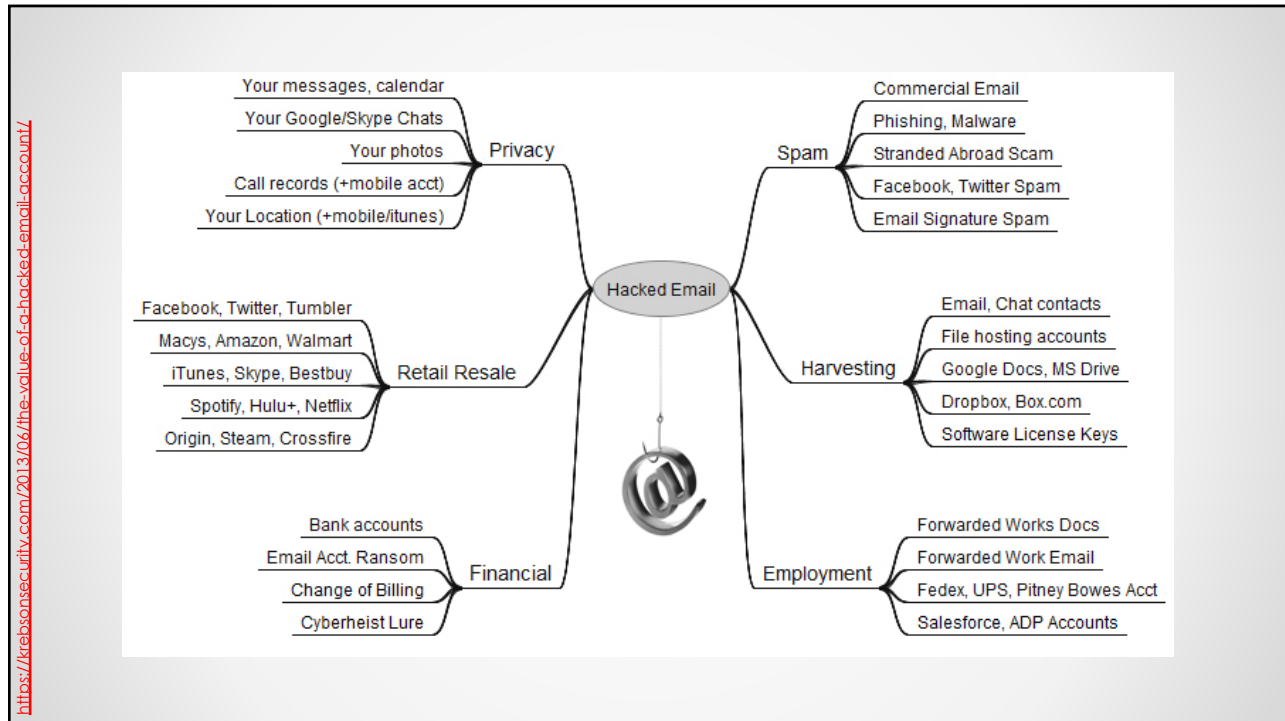 https://krebsonsecurity.com/2013/06/the-value-of-a-hacked-email-account/
Hacked Email
Privacy
Your messages, calendar
Your Google/Skype Chats
Your photos
Call records (+mobile acct)
Your Location (+mobile/itunes)
Retail Resale
Facebook, Twitter, Tumbler
Macys, Amazon, Walmart
iTunes, Skype, Bestbuy
Spotify, Hulu+, Netflix
Origin, Steam, Crossfire
Financial
Bank accounts
Email Acct. Ransom
Change of Billing
Cyberheist Lure
Spam
Commercial Email
Phishing, Malware
Stranded Abroad Scam
Facebook, Twitter Spam
Email Signature Spam
Harvesting
Email, Chat contacts
File hosting accounts
Google Docs, MS Drive
Dropbox, Box.com
Software License Keys
Employment
Forwarded Works Docs
Forwarded Work Email
Fedex, UPS, Pitney Bowes Acct
Salesforce, ADP Accounts
@